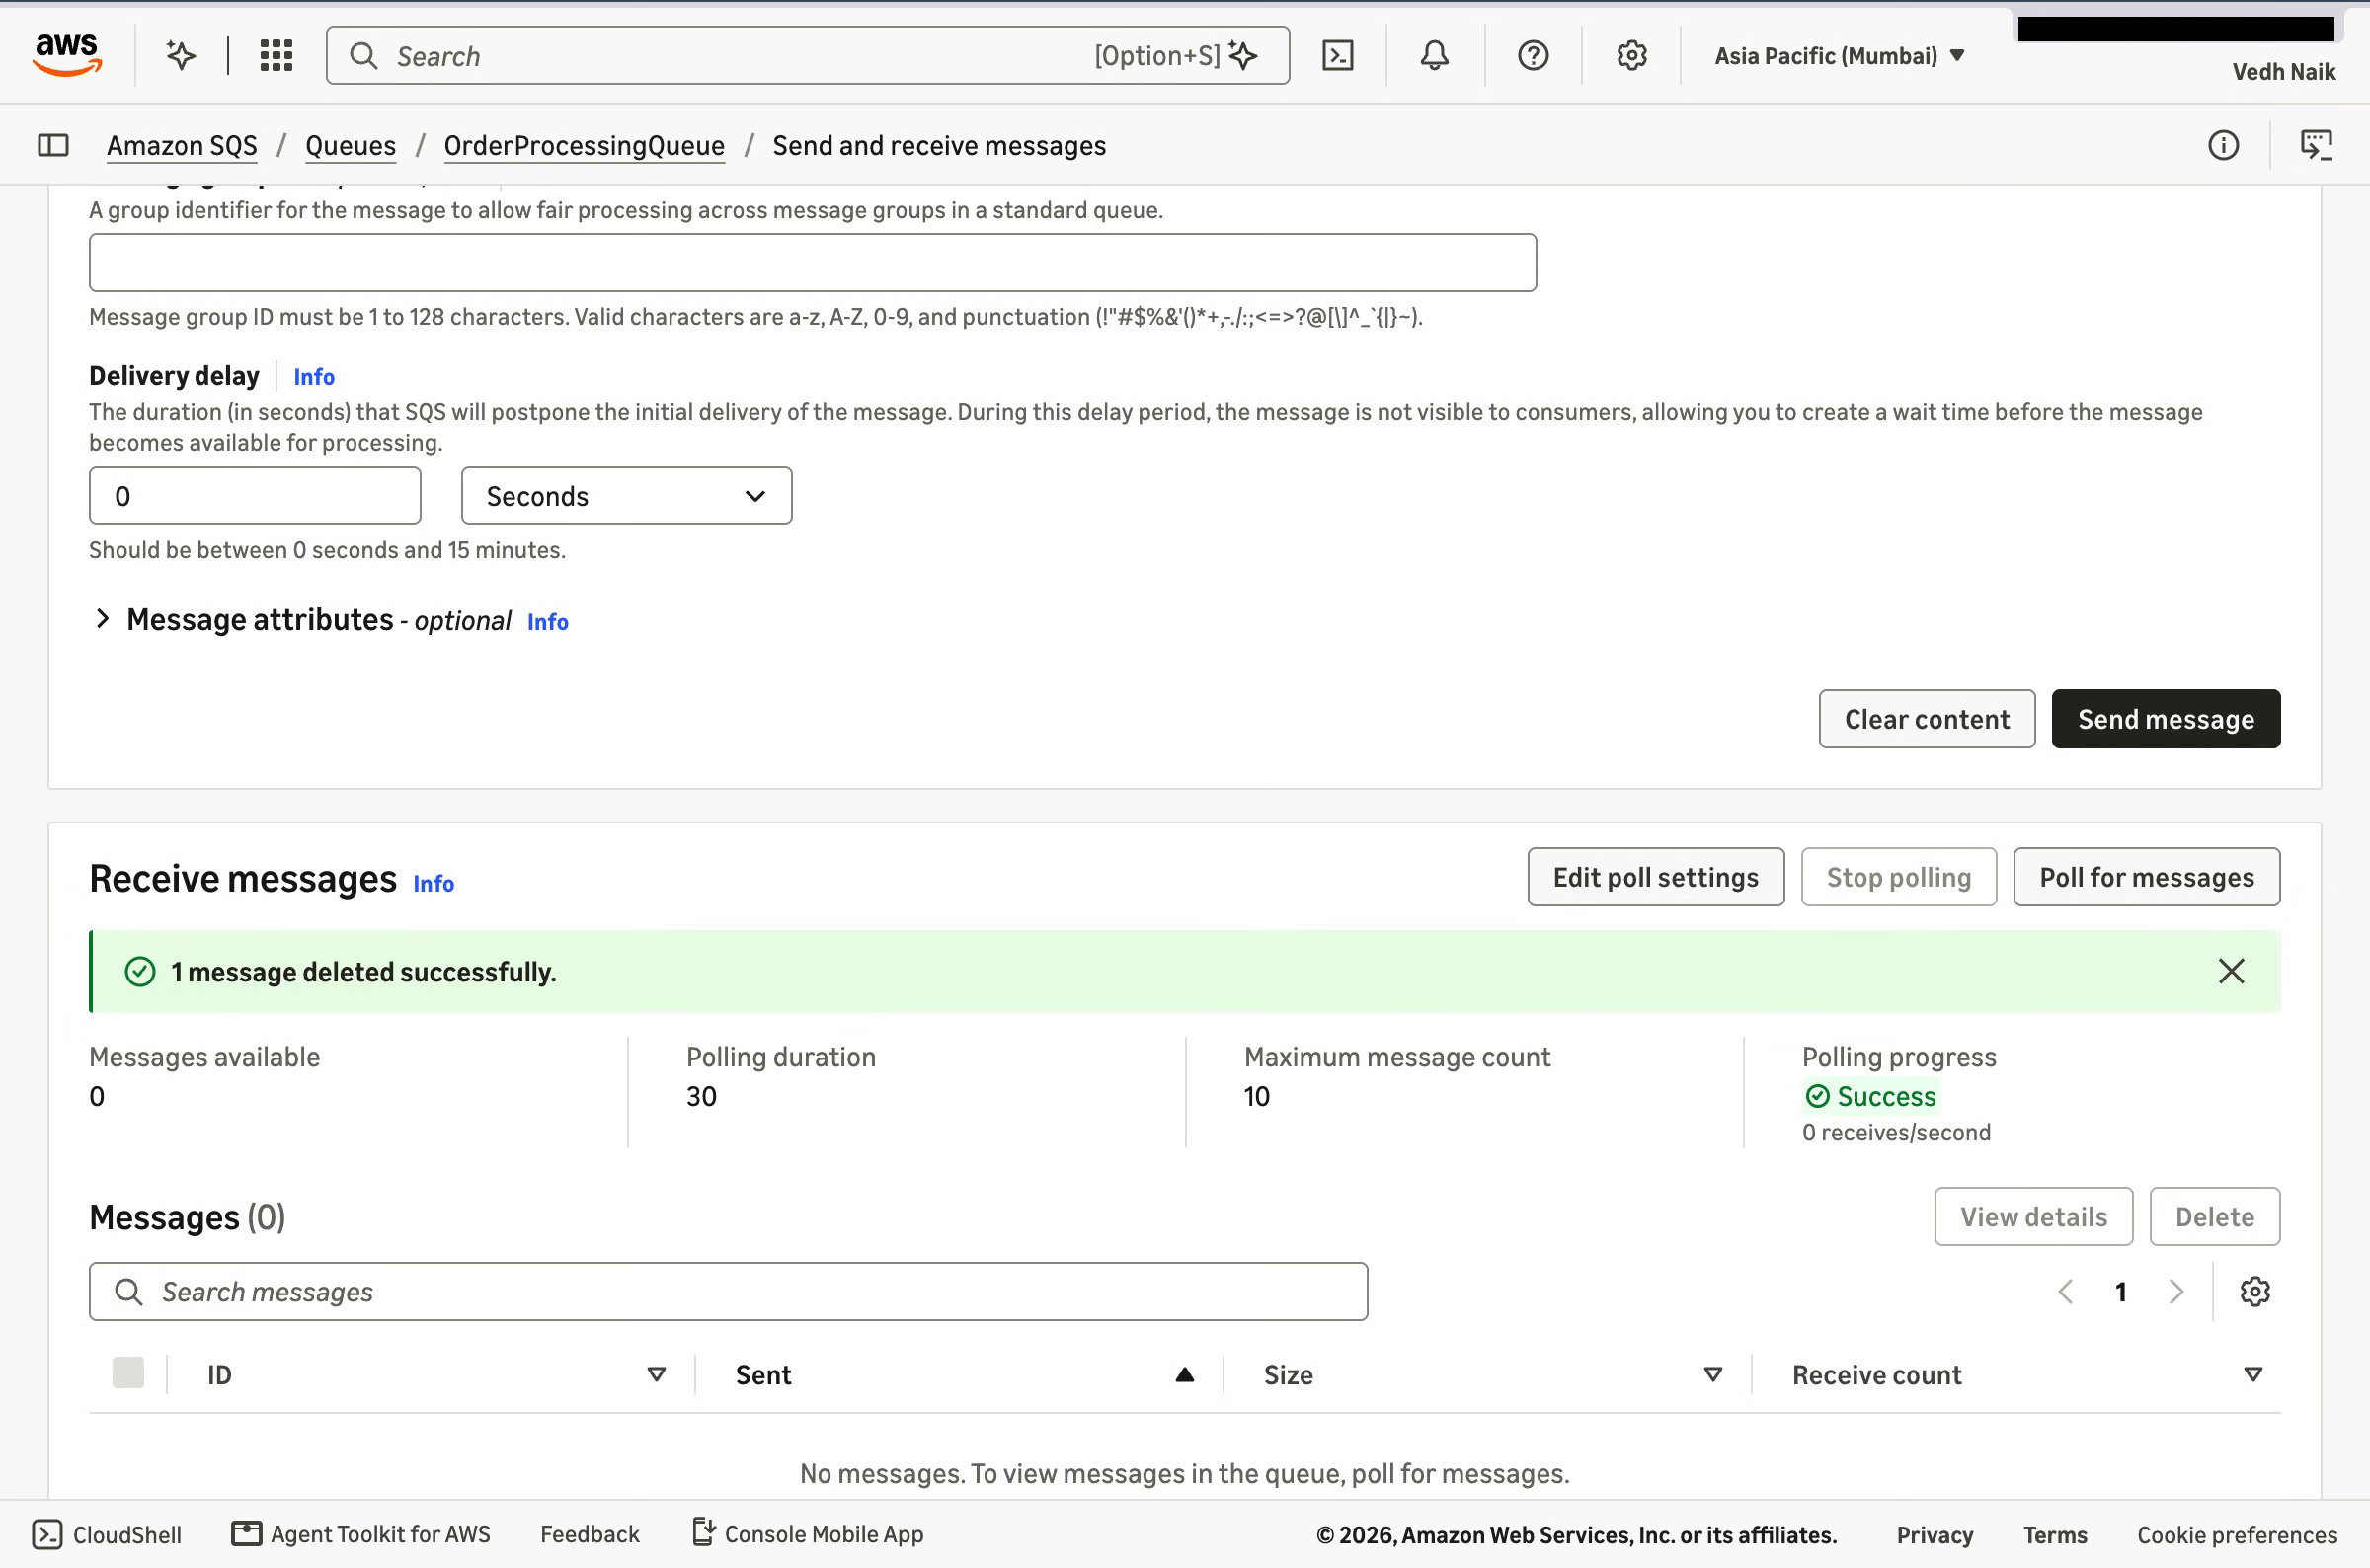 aws
Search
[Option+S]
Asia Pacific (Mumbai)
Vedh Naik
Amazon SQS / Queues / OrderProcessingQueue / Send and receive messages
A group identifier for the message to allow fair processing across message groups in a standard queue.
Message group ID must be 1 to 128 characters. Valid characters are a-z, A-Z, 0-9, and punctuation (!"#$%&'()*+,-./:;<=>?@[\]^_`{|}~).
Delivery delay Info
The duration (in seconds) that SQS will postpone the initial delivery of the message. During this delay period, the message is not visible to consumers, allowing you to create a wait time before the message
becomes available for processing.
0 Seconds
Should be between 0 seconds and 15 minutes.
Message attributes - optional Info
Clear content Send message
Receive messages Info
Edit poll settings Stop polling Poll for messages
1 message deleted successfully.
Messages available Polling duration Maximum message count Polling progress
0 30 10 Success
0 receives/second
Messages (0)
View details Delete
Search messages
1
ID Sent Size Receive count
No messages. To view messages in the queue, poll for messages.
CloudShell Agent Toolkit for AWS Feedback Console Mobile App © 2026, Amazon Web Services, Inc. or its affiliates. Privacy Terms Cookie preferences